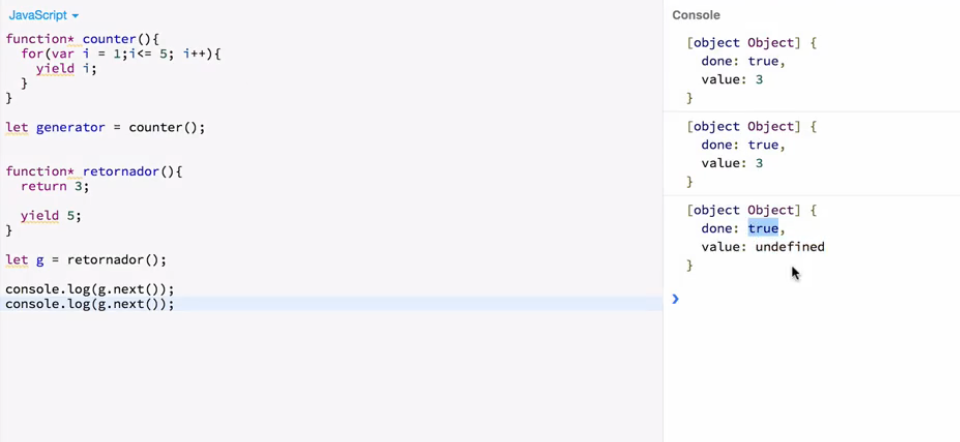 JavaScript
function* counter(){
  for(var i = 1;i<= 5; i++){
    yield i;
  }
}
let generator = counter();
function* retornador(){
  return 3;
  yield 5;
}
let g = retornador();
console.log(g.next());
console.log(g.next());
Console
[object Object] {
  done: true,
  value: 3
}
[object Object] {
  done: true,
  value: 3
}
[object Object] {
  done: true,
  value: undefined
}